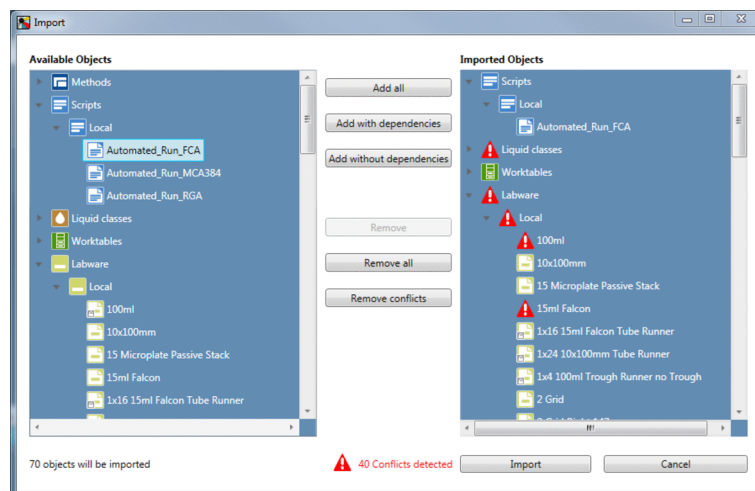 Import
Available Objects
Methods
Scripts
Local
Automated_Run_FCA
Automated_Run_MCA384
Automated_Run_RGA
Liquid classes
Worktables
Labware
Local
100ml
10x100mm
15 Microplate Passive Stack
15ml Falcon
1x16 15ml Falcon Tube Runner
Add all
Add with dependencies
Add without dependencies
Remove
Remove all
Remove conflicts
Imported Objects
Scripts
Local
Automated_Run_FCA
Liquid classes
Worktables
Labware
Local
100ml
10x100mm
15 Microplate Passive Stack
15ml Falcon
1x16 15ml Falcon Tube Runner
1x24 10x100mm Tube Runner
1x4 100ml Trough Runner no Trough
2 Grid
70 objects will be imported
40 Conflicts detected
Import
Cancel